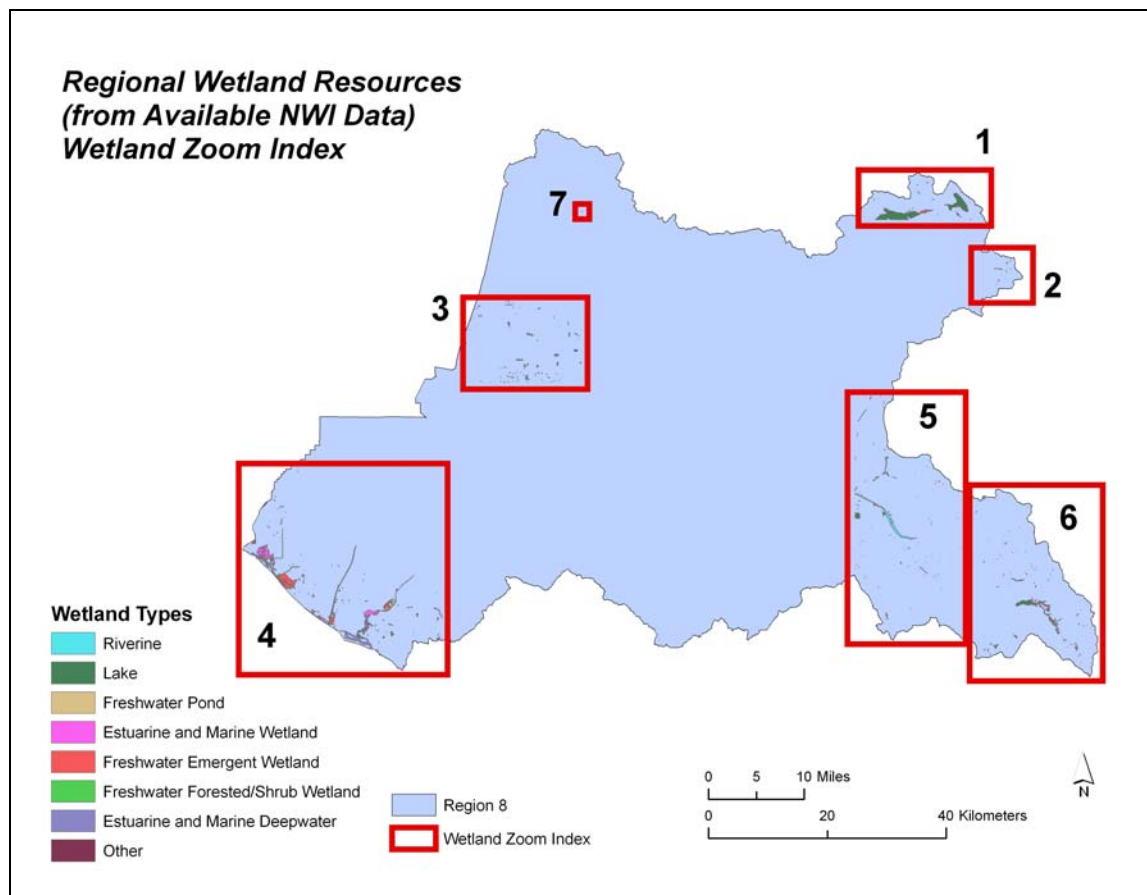 Regional Wetland Resources
(from Available NWI Data)
Wetland Zoom Index
1
7
2
3
5
6
4
Wetland Types
Riverine
Lake
Freshwater Pond
Estuarine and Marine Wetland
Freshwater Emergent Wetland
Freshwater Forested/Shrub Wetland
Estuarine and Marine Deepwater
Other
Region 8
Wetland Zoom Index
0 5 10 Miles
0 20 40 Kilometers
N